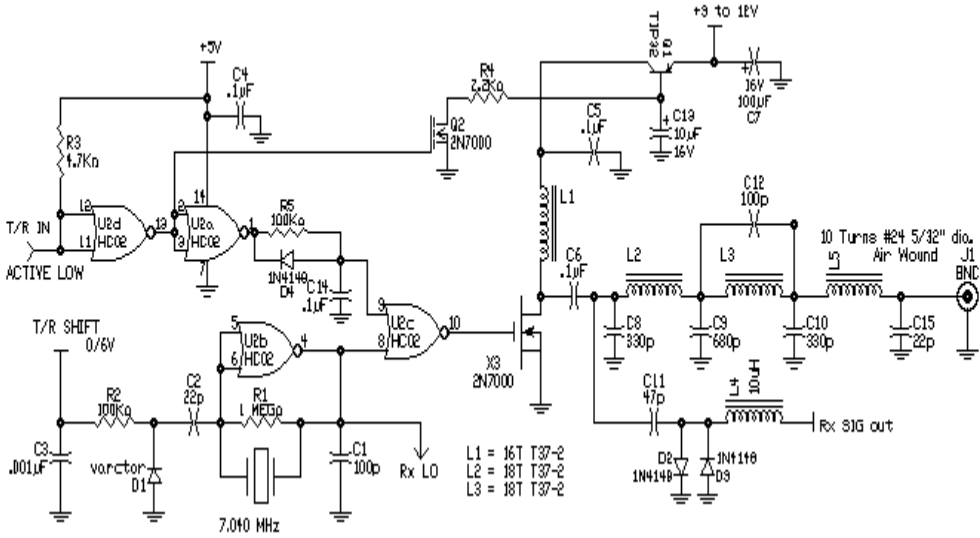 +9 to 12V
+5V
C4
.1µF
R4
2.2KΩ
TIP32
Q1
16V
100µF
C7
Q2
2N7000
C5
.1µF
C13
10µF
16V
R3
4.7KΩ
L1
C12
100p
12
U2d
13
11
HC02
14
2
U2a
1
3
HC02
7
R5
100KΩ
T/R IN
ACTIVE LOW
1N4148
D4
C14
.1µF
C6
.1µF
L2
L3
L5
10 Turns #24 5/32" dia.
Air Wound
J1
BNC
9
U2c
10
8
HC02
C8
330p
C9
680p
C10
330p
C15
22p
T/R SHIFT
0/6V
5
U2b
4
6
HC02
X3
2N7000
R2
100KΩ
C2
22p
R1
1 MEGΩ
C11
47p
L4
10uH
Rx SIG out
C3
.001µF
varctor
D1
C1
100p
Rx LO
L1 = 16T T37-2
L2 = 18T T37-2
L3 = 18T T37-2
D2
1N4148
1N4148
D3
7.040 MHz